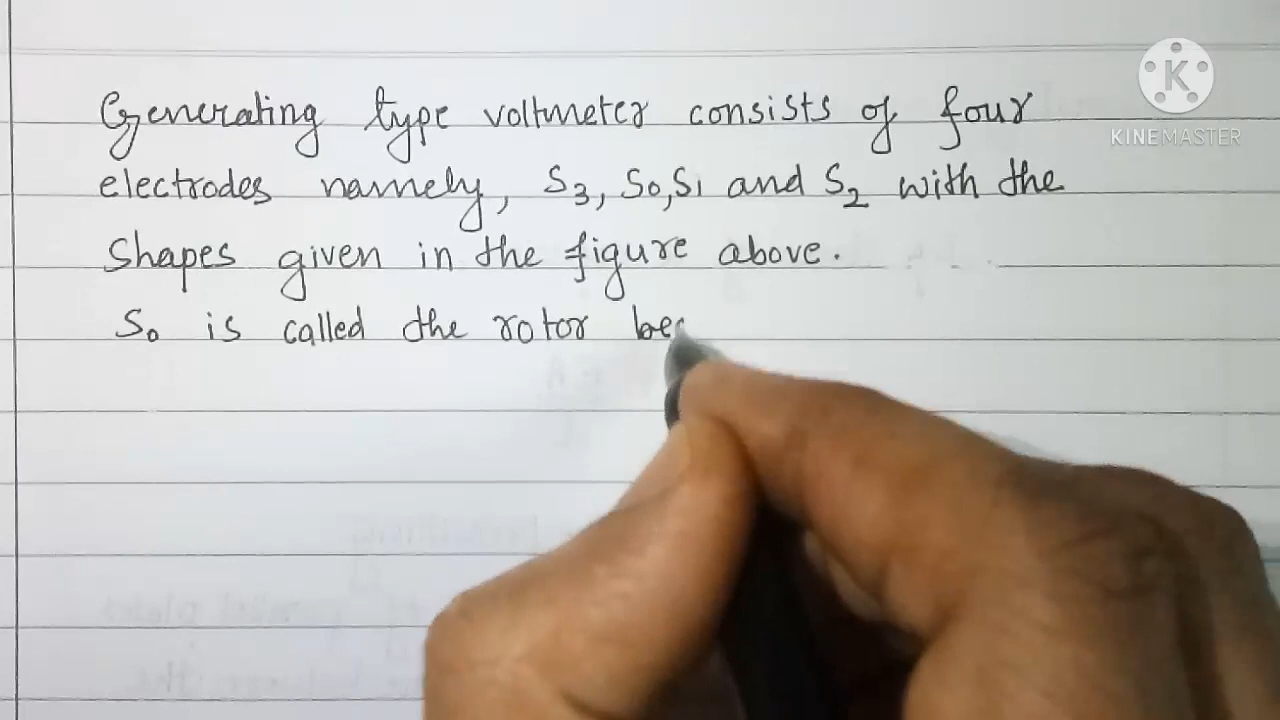 Generating type voltmeter consists of four
electrodes namely, S3, S0, S1 and S2 with the
shapes given in the figure above.
S0 is called the rotor bec
K
KINEMASTER